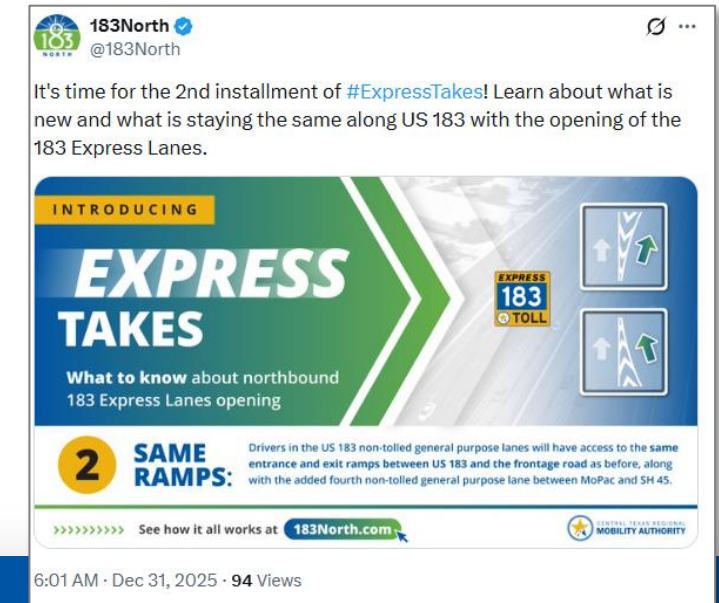 183North
@183North
It's time for the 2nd installment of #ExpressTakes! Learn about what is
new and what is staying the same along US 183 with the opening of the
183 Express Lanes.
INTRODUCING
EXPRESS
TAKES
What to know about northbound
183 Express Lanes opening
EXPRESS
183
TOLL
2
SAME
RAMPS:
Drivers in the US 183 non-tolled general purpose lanes will have access to the same
entrance and exit ramps between US 183 and the frontage road as before, along
with the added fourth non-tolled general purpose lane between MoPac and SH 45.
>>>>>>>>>> See how it all works at 183North.com
CENTRAL TEXAS REGIONAL
MOBILITY AUTHORITY
6:01 AM · Dec 31, 2025 · 94 Views
183
NORTH